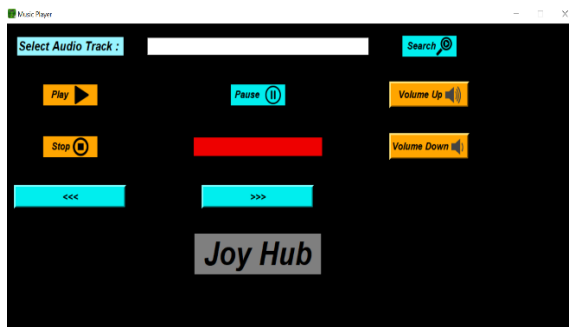 Music Player
Select Audio Track :
Search
Play
Pause
Volume Up
Stop
Volume Down
<<<
>>>
Joy Hub